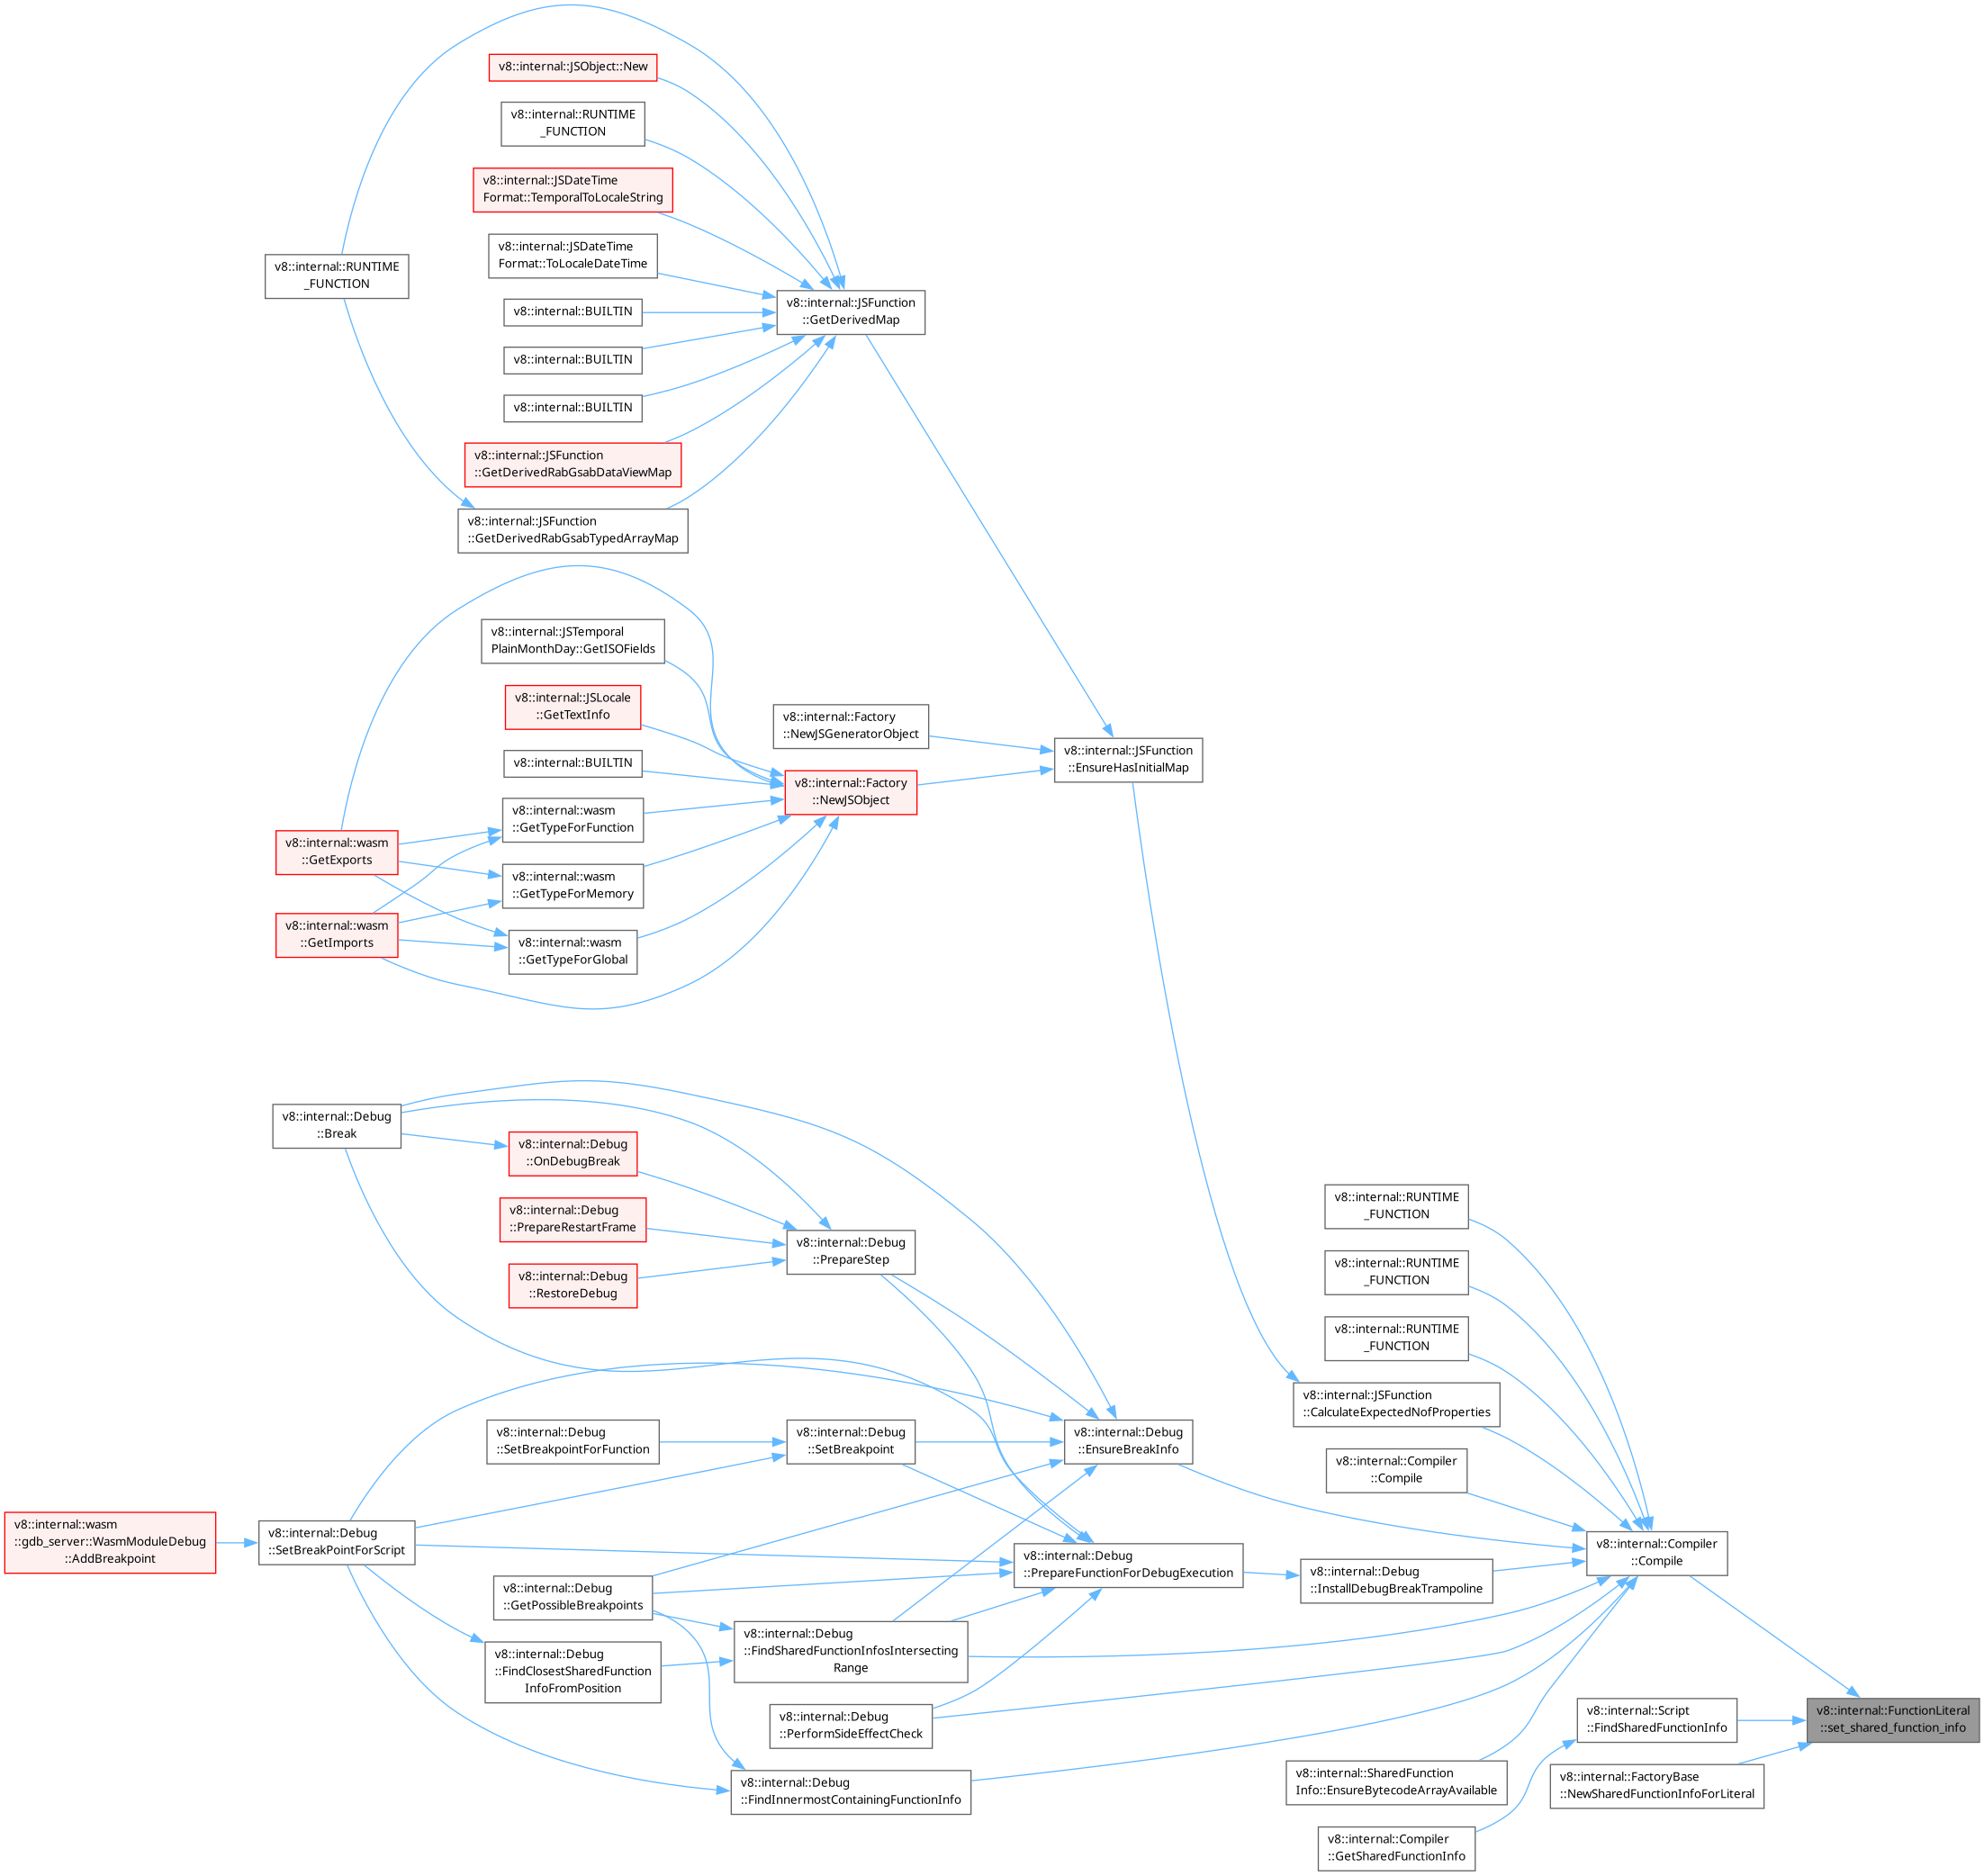 v8::internal::JSObject::New
v8::internal::RUNTIME
_FUNCTION
v8::internal::JSDateTime
Format::TemporalToLocaleString
v8::internal::JSDateTime
Format::ToLocaleDateTime
v8::internal::RUNTIME
_FUNCTION
v8::internal::JSFunction
::GetDerivedMap
v8::internal::BUILTIN
v8::internal::BUILTIN
v8::internal::BUILTIN
v8::internal::JSFunction
::GetDerivedRabGsabDataViewMap
v8::internal::JSFunction
::GetDerivedRabGsabTypedArrayMap
v8::internal::JSTemporal
PlainMonthDay::GetISOFields
v8::internal::JSLocale
::GetTextInfo
v8::internal::Factory
::NewJSGeneratorObject
v8::internal::JSFunction
::EnsureHasInitialMap
v8::internal::BUILTIN
v8::internal::Factory
::NewJSObject
v8::internal::wasm
::GetTypeForFunction
v8::internal::wasm
::GetExports
v8::internal::wasm
::GetTypeForMemory
v8::internal::wasm
::GetImports
v8::internal::wasm
::GetTypeForGlobal
v8::internal::Debug
::Break
v8::internal::Debug
::OnDebugBreak
v8::internal::Debug
::PrepareRestartFrame
v8::internal::Debug
::PrepareStep
v8::internal::Debug
::RestoreDebug
v8::internal::RUNTIME
_FUNCTION
v8::internal::RUNTIME
_FUNCTION
v8::internal::RUNTIME
_FUNCTION
v8::internal::JSFunction
::CalculateExpectedNofProperties
v8::internal::Debug
::SetBreakpointForFunction
v8::internal::Debug
::SetBreakpoint
v8::internal::Debug
::EnsureBreakInfo
v8::internal::Compiler
::Compile
v8::internal::wasm
::gdb_server::WasmModuleDebug
::AddBreakpoint
v8::internal::Debug
::SetBreakPointForScript
v8::internal::Compiler
::Compile
v8::internal::Debug
::PrepareFunctionForDebugExecution
v8::internal::Debug
::InstallDebugBreakTrampoline
v8::internal::Debug
::GetPossibleBreakpoints
v8::internal::Debug
::FindSharedFunctionInfosIntersecting
Range
v8::internal::Debug
::FindClosestSharedFunction
InfoFromPosition
v8::internal::Debug
::PerformSideEffectCheck
v8::internal::Script
::FindSharedFunctionInfo
v8::internal::FunctionLiteral
::set_shared_function_info
v8::internal::Debug
::FindInnermostContainingFunctionInfo
v8::internal::SharedFunction
Info::EnsureBytecodeArrayAvailable
v8::internal::FactoryBase
::NewSharedFunctionInfoForLiteral
v8::internal::Compiler
::GetSharedFunctionInfo